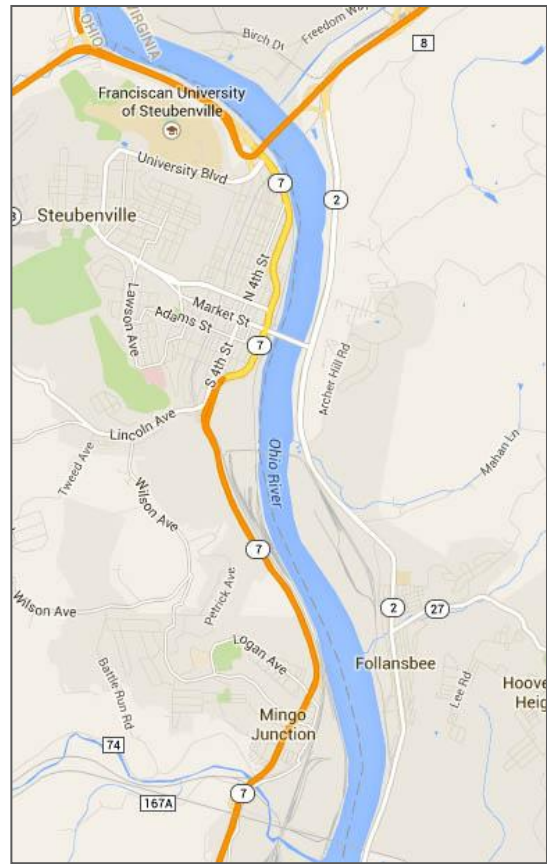 OHIO
VIRGINIA
Birch Dr
Freedom Way
8
Franciscan University
of Steubenville
University Blvd
7
2
Steubenville
N 4th St
Lawson Ave
Market St
Adams St
7
S 4th St
Archer Hill Rd
Lincoln Ave
Ohio River
Mahan Ln
Tweed Ave
Wilson Ave
7
Petrick Ave
Wilson Ave
2
27
Logan Ave
Follansbee
Battle Run Rd
Lee Rd
Hoove
Heig
Mingo
Junction
74
7
167A